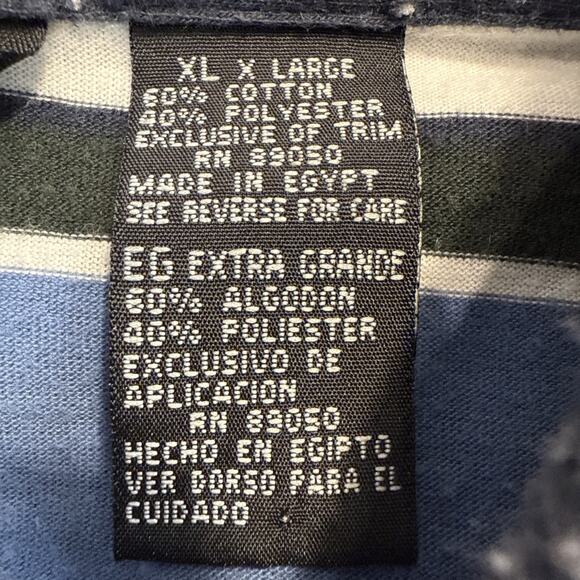 XL X LARGE
60% COTTON
40% POLYESTER
EXCLUSIVE OF TRIM
RN 89050
MADE IN EGYPT
SEE REVERSE FOR CARE
EG EXTRA GRANDE
60% ALGODON
40% POLIESTER
EXCLUSIVO DE
APLICACION
RN 89050
HECHO EN EGIPTO
VER DORSO PARA EL
CUIDADO